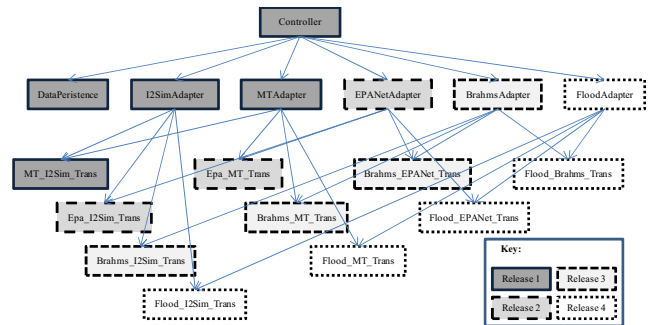 Controller
DataPeristence
I2SimAdapter
MTAdapter
EPANetAdapter
BrahmsAdapter
FloodAdapter
MT_I2Sim_Trans
Epa_MT_Trans
Brahms_EPANet_Trans
Flood_Brahms_Trans
Epa_I2Sim_Trans
Brahms_MT_Trans
Flood_EPANet_Trans
Brahms_I2Sim_Trans
Flood_MT_Trans
Flood_I2Sim_Trans
Key:
Release 1
Release 3
Release 2
Release 4